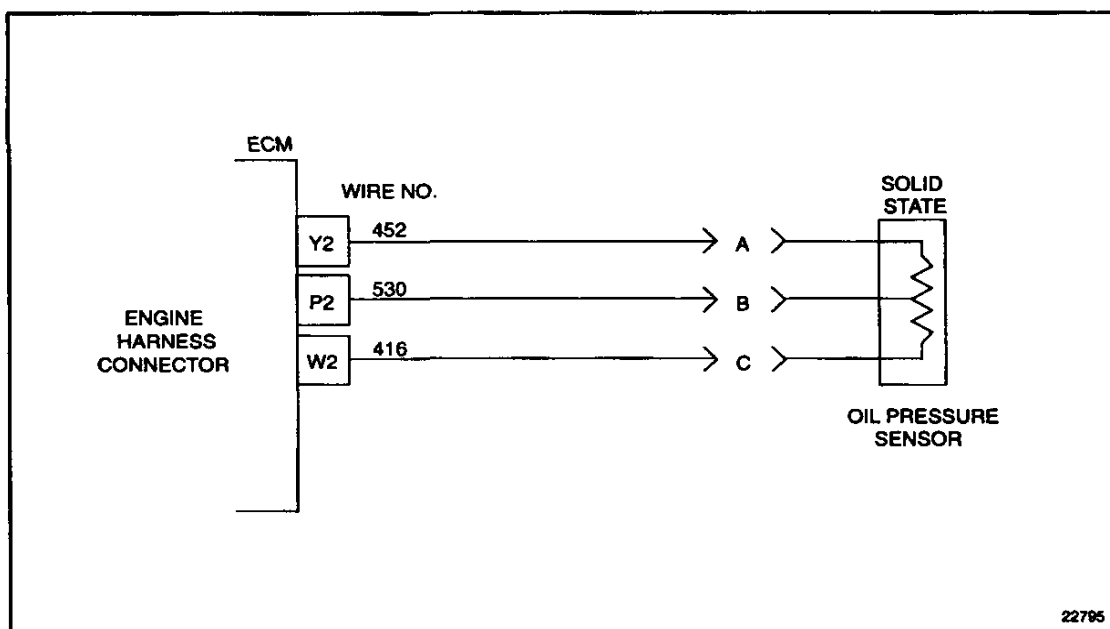 ECM
WIRE NO.
SOLID
STATE
Y2 452 A
P2 530 B
W2 416 C
ENGINE
HARNESS
CONNECTOR
OIL PRESSURE
SENSOR
22795